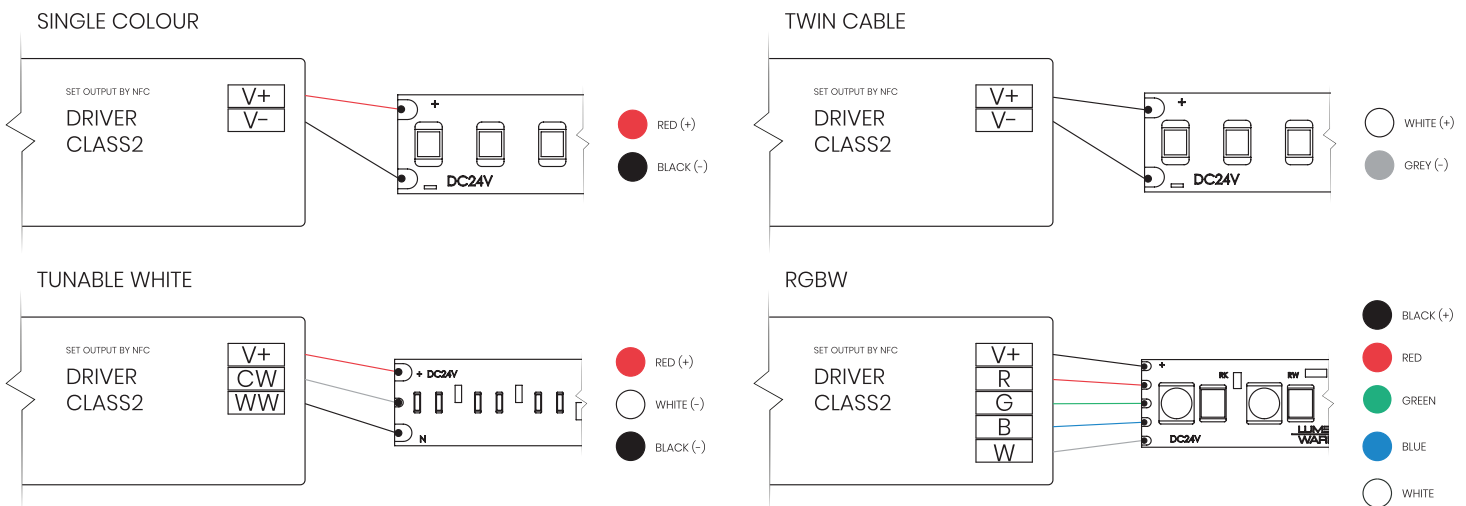 SINGLE COLOUR
SET OUTPUT BY NFC
DRIVER
CLASS2
V+
V-
+
DC24V
RED (+)
BLACK (-)
TWIN CABLE
SET OUTPUT BY NFC
DRIVER
CLASS2
V+
V-
+
DC24V
WHITE (+)
GREY (-)
TUNABLE WHITE
SET OUTPUT BY NFC
DRIVER
CLASS2
V+
CW
WW
+ DC24V
N
RED (+)
WHITE (-)
BLACK (-)
RGBW
SET OUTPUT BY NFC
DRIVER
CLASS2
V+
R
G
B
W
+
RK
RW
DC24V
BLACK (+)
RED
GREEN
BLUE
WHITE